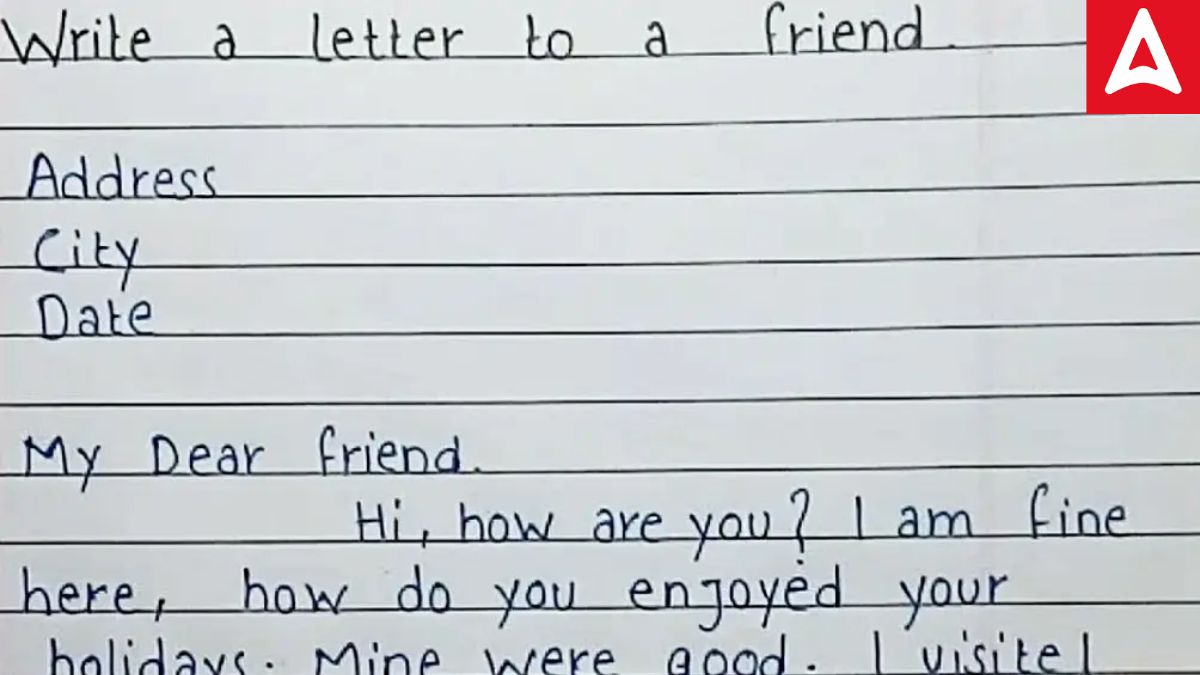 Write a letter to a friend.
Address
City
Date
My Dear friend.
Hi, how are you? I am fine
here, how do you enjoyed your
holidays. Mine were good. I visited